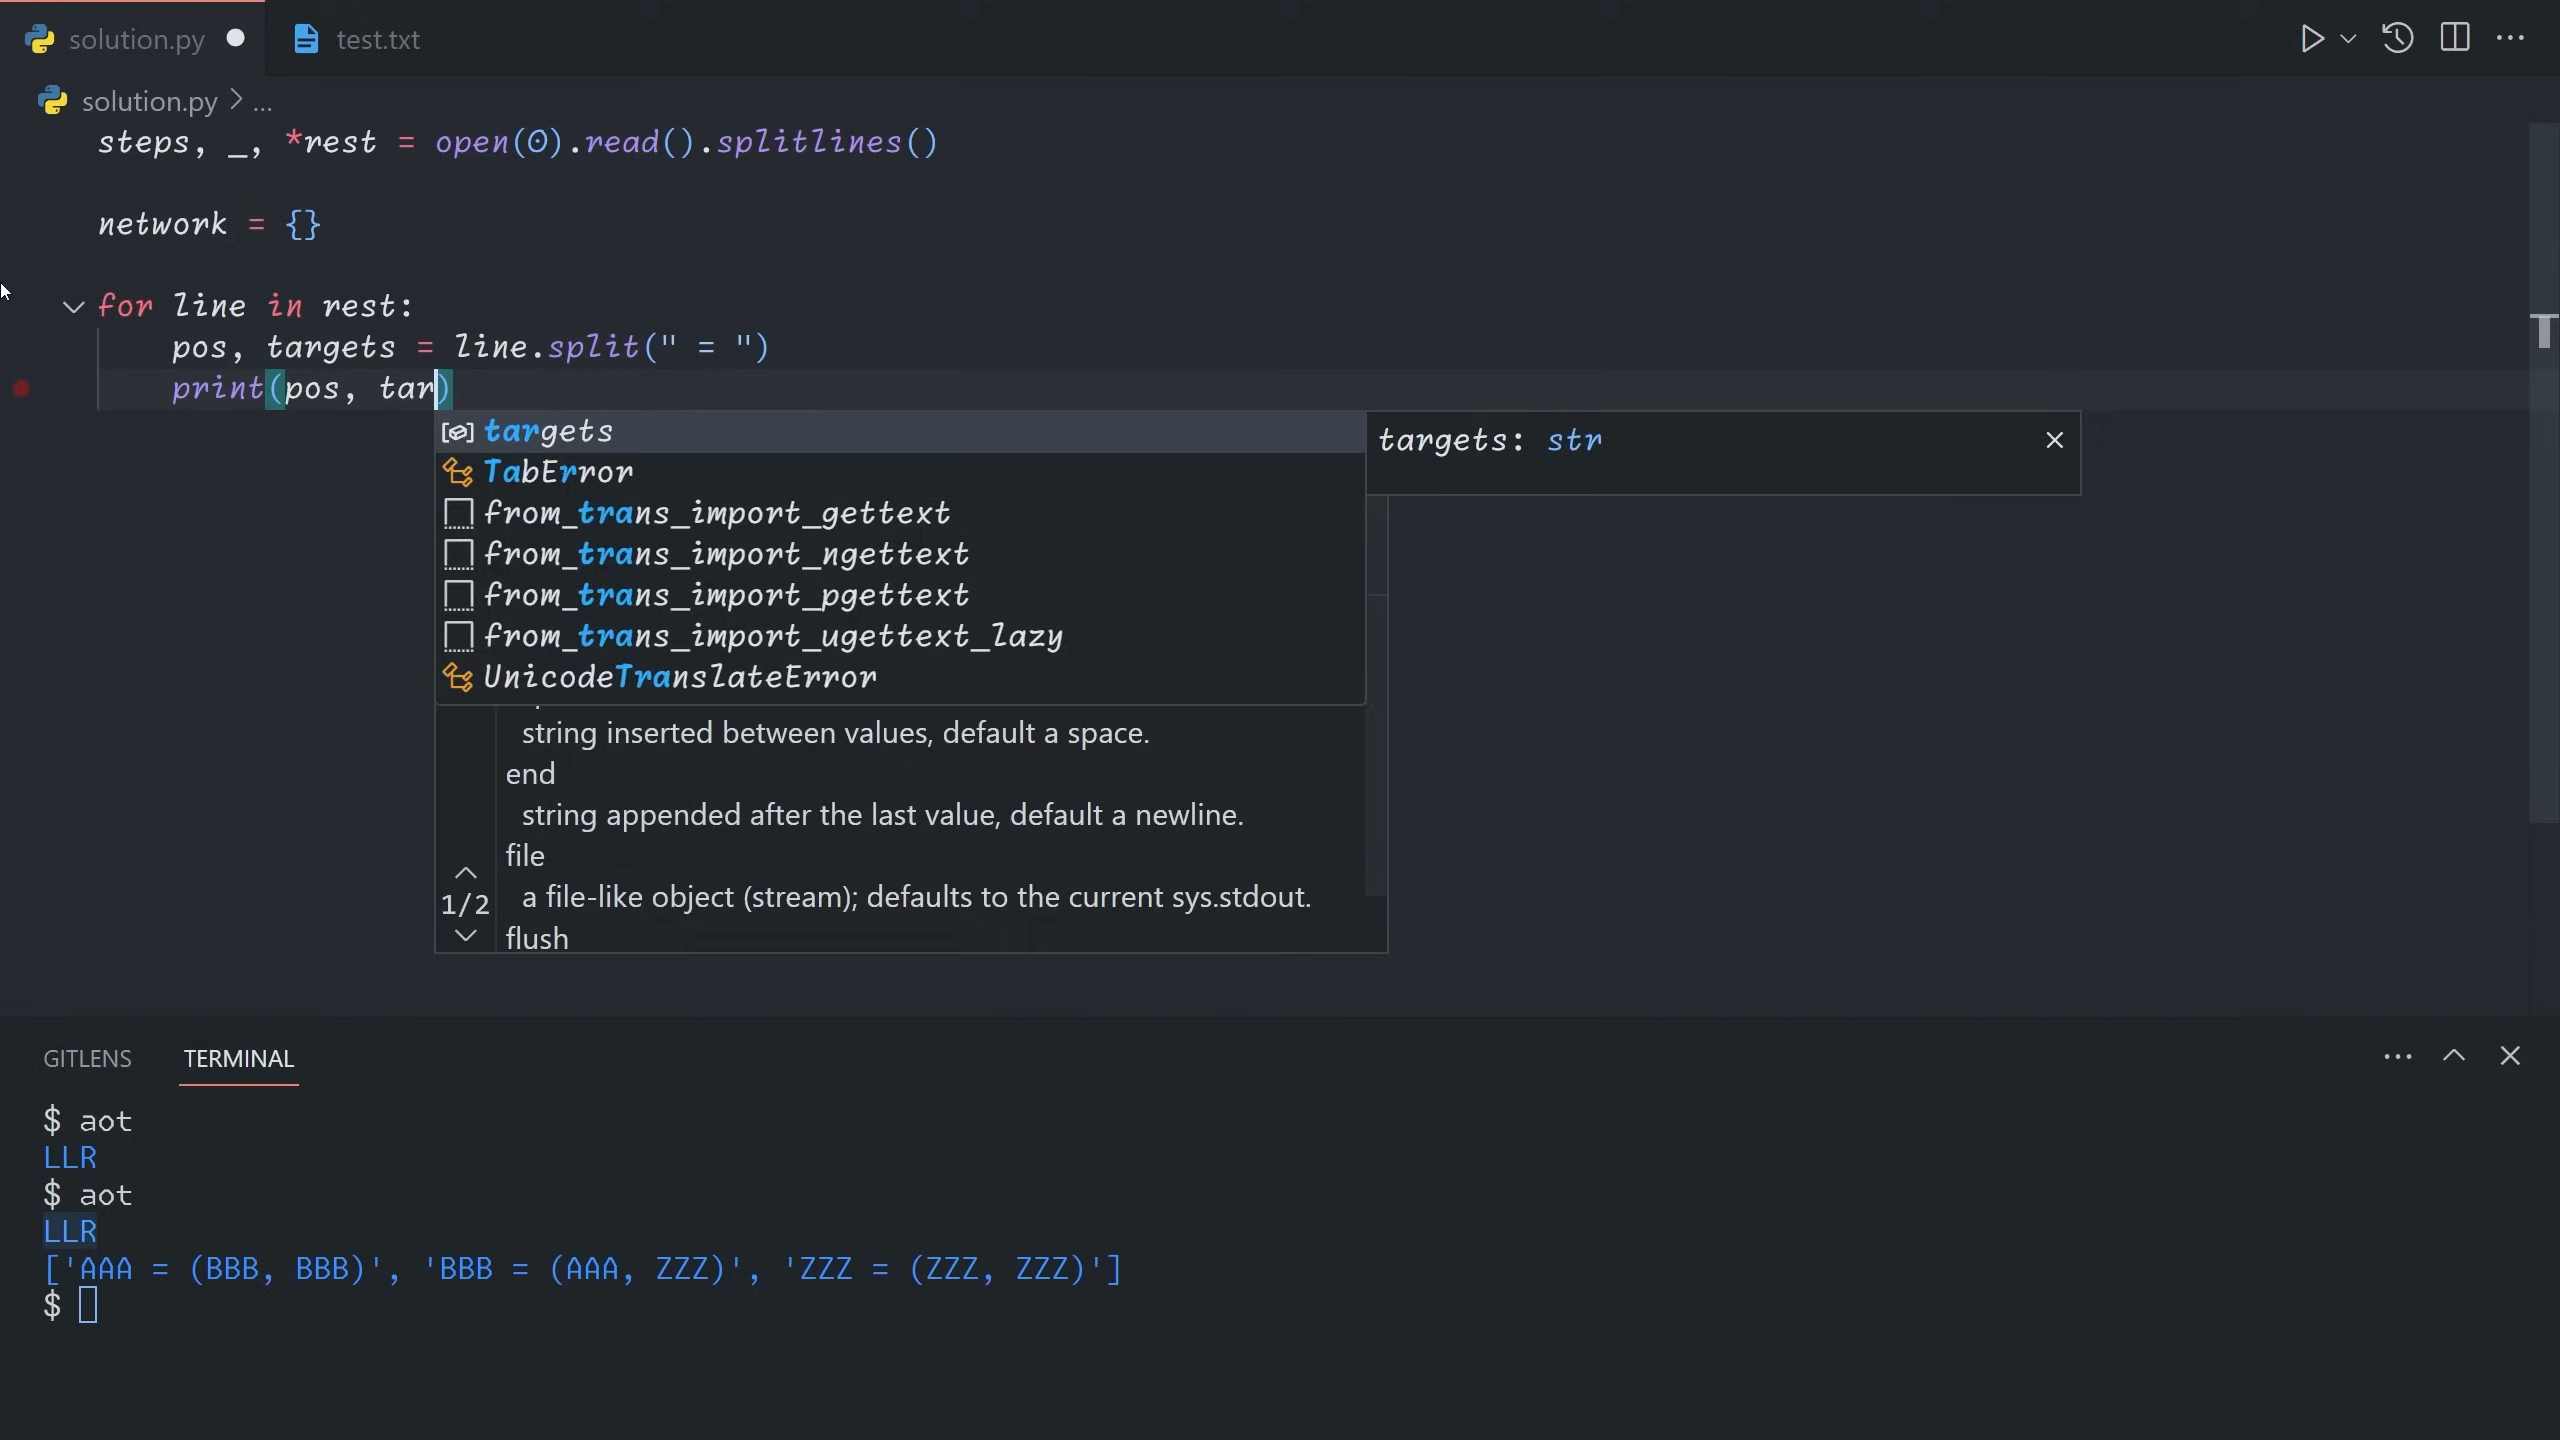 solution.py
test.txt
solution.py > ...
steps, _, *rest = open(0).read().splitlines()
network = {}
for line in rest:
pos, targets = line.split(" = ")
print(pos, tar)
targets
targets: str
TabError
from_trans_import_gettext
from_trans_import_ngettext
from_trans_import_pgettext
from_trans_import_ugettext_lazy
UnicodeTranslateError
string inserted between values, default a space.
end
string appended after the last value, default a newline.
file
1/2
a file-like object (stream); defaults to the current sys.stdout.
flush
GITLENS
TERMINAL
$ aot
LLR
$ aot
LLR
['AAA = (BBB, BBB)', 'BBB = (AAA, ZZZ)', 'ZZZ = (ZZZ, ZZZ)']
$